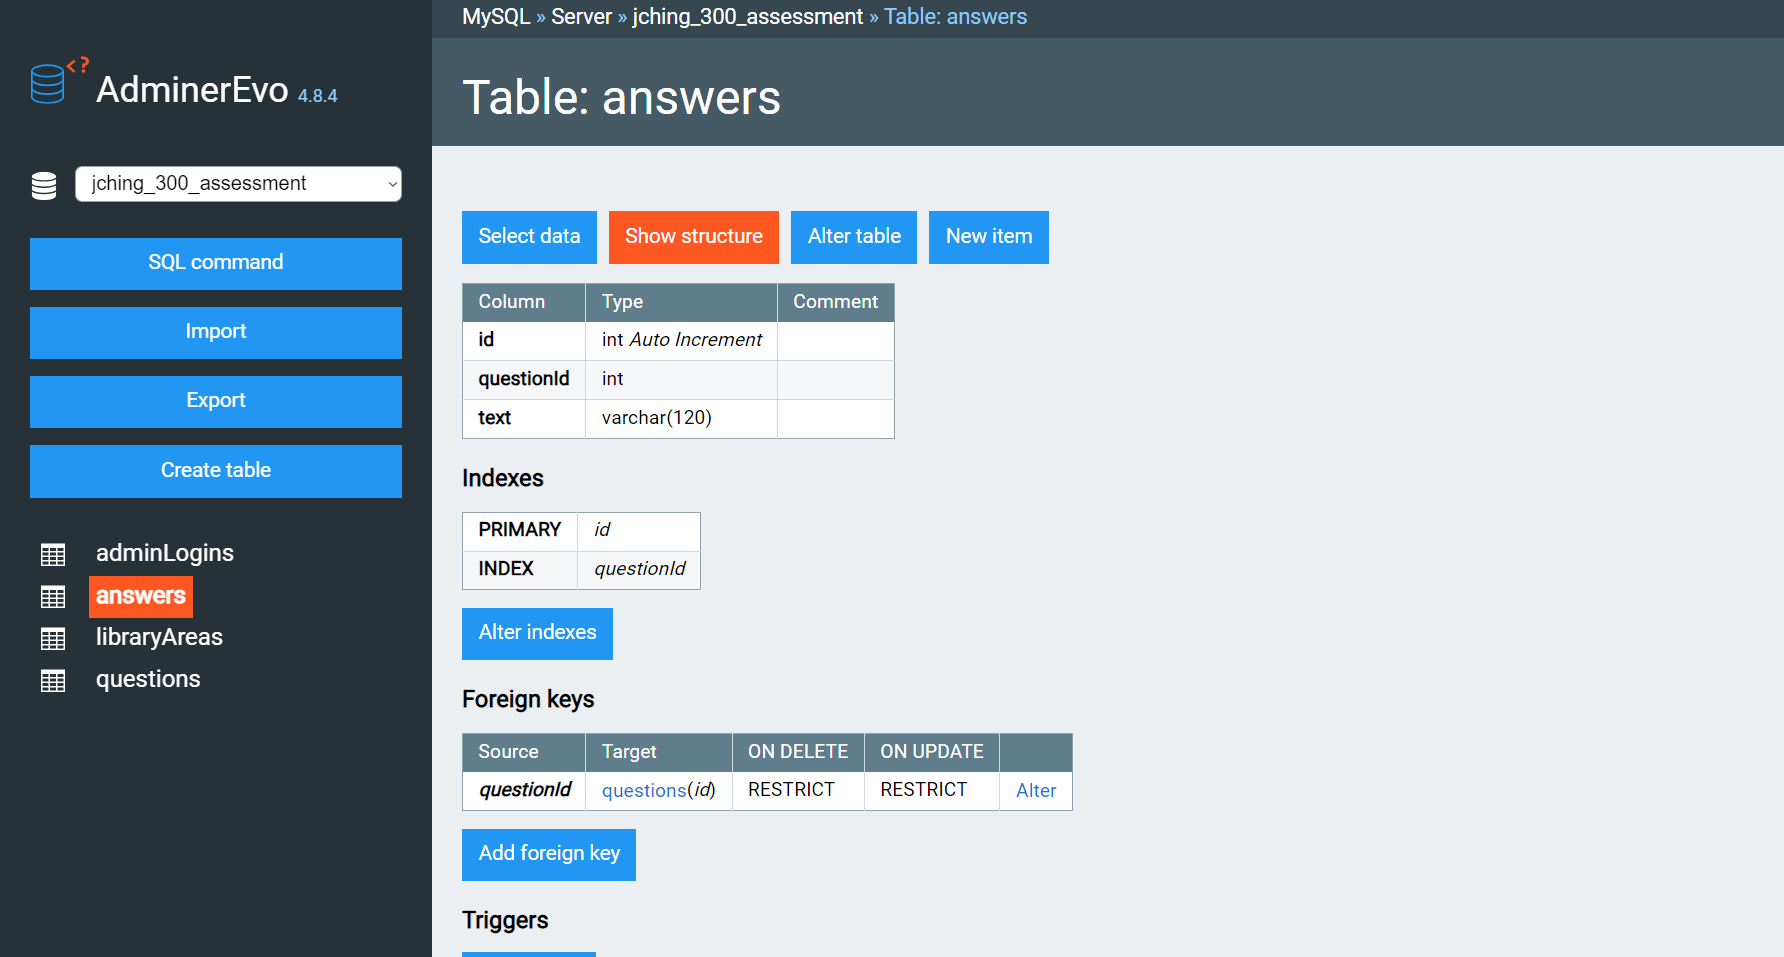 MySQL » Server » jching_300_assessment » Table: answers
<?
AdminerEvo 4.8.4
Table: answers
jching_300_assessment
SQL command
Import
Export
Create table
adminLogins
answers
libraryAreas
questions
Select data Show structure Alter table New item
Column Type Comment
id int Auto Increment
questionId int
text varchar(120)
Indexes
PRIMARY id
INDEX questionId
Alter indexes
Foreign keys
Source Target ON DELETE ON UPDATE
questionId questions(id) RESTRICT RESTRICT Alter
Add foreign key
Triggers